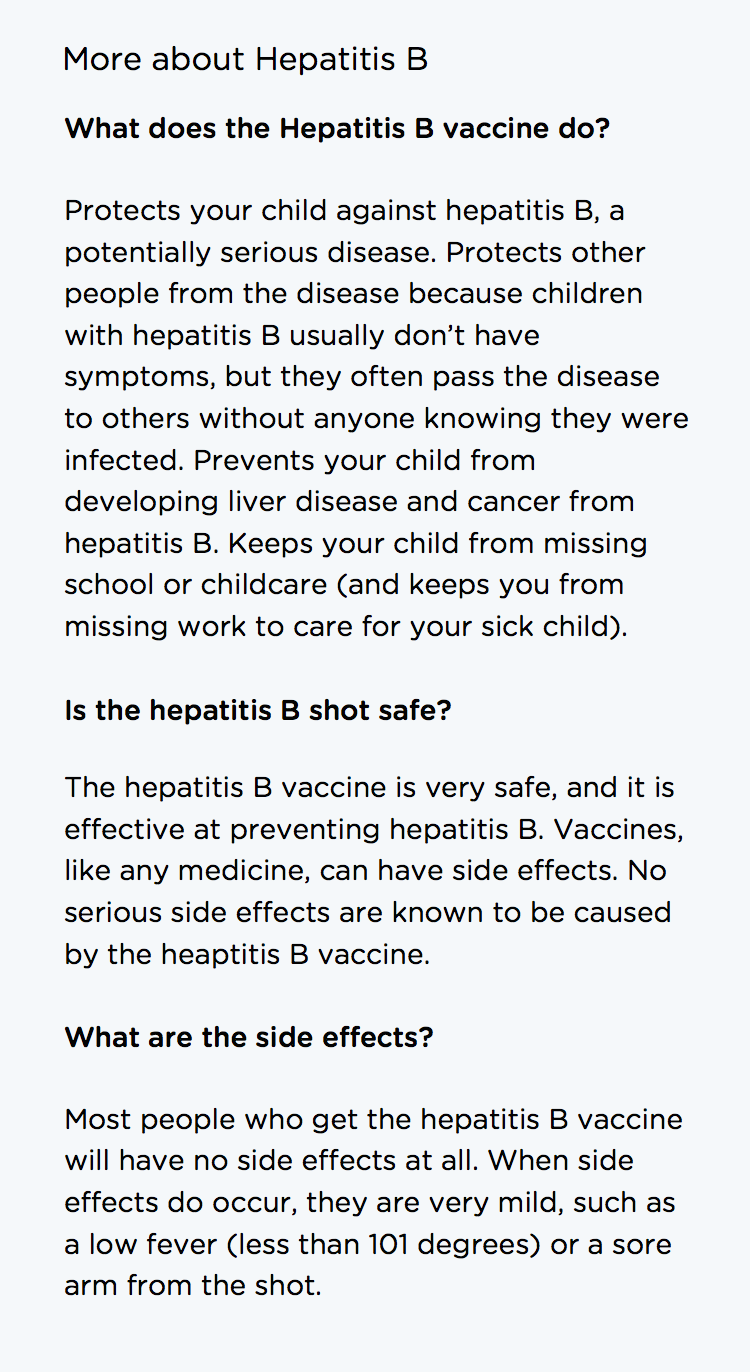 More about Hepatitis B
What does the Hepatitis B vaccine do?
Protects your child against hepatitis B, a
potentially serious disease. Protects other
people from the disease because children
with hepatitis B usually don’t have
symptoms, but they often pass the disease
to others without anyone knowing they were
infected. Prevents your child from
developing liver disease and cancer from
hepatitis B. Keeps your child from missing
school or childcare (and keeps you from
missing work to care for your sick child).
Is the hepatitis B shot safe?
The hepatitis B vaccine is very safe, and it is
effective at preventing hepatitis B. Vaccines,
like any medicine, can have side effects. No
serious side effects are known to be caused
by the heaptitis B vaccine.
What are the side effects?
Most people who get the hepatitis B vaccine
will have no side effects at all. When side
effects do occur, they are very mild, such as
a low fever (less than 101 degrees) or a sore
arm from the shot.